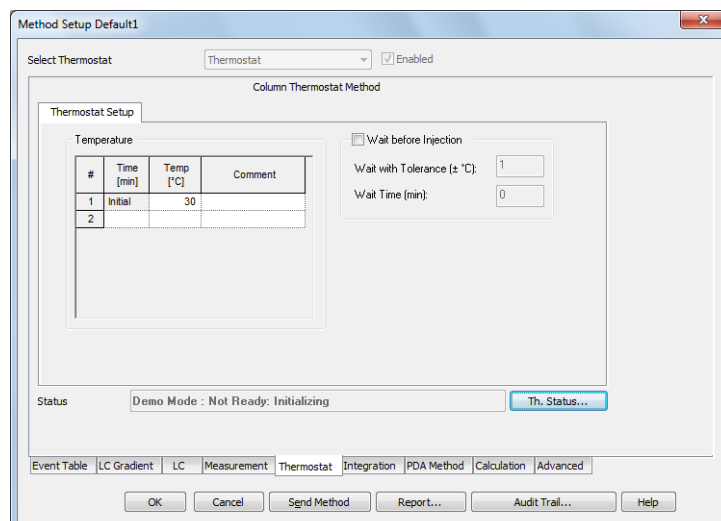 Method Setup Default1
x
Select Thermostat
Thermostat
Enabled
Column Thermostat Method
Thermostat Setup
Temperature
# Time [min] Temp [°C] Comment
1 Initial 30
2
Wait before Injection
Wait with Tolerance (± °C): 1
Wait Time (min): 0
Status
Demo Mode : Not Ready: Initializing
Th. Status...
Event Table LC Gradient LC Measurement Thermostat Integration PDA Method Calculation Advanced
OK Cancel Send Method Report... Audit Trail... Help